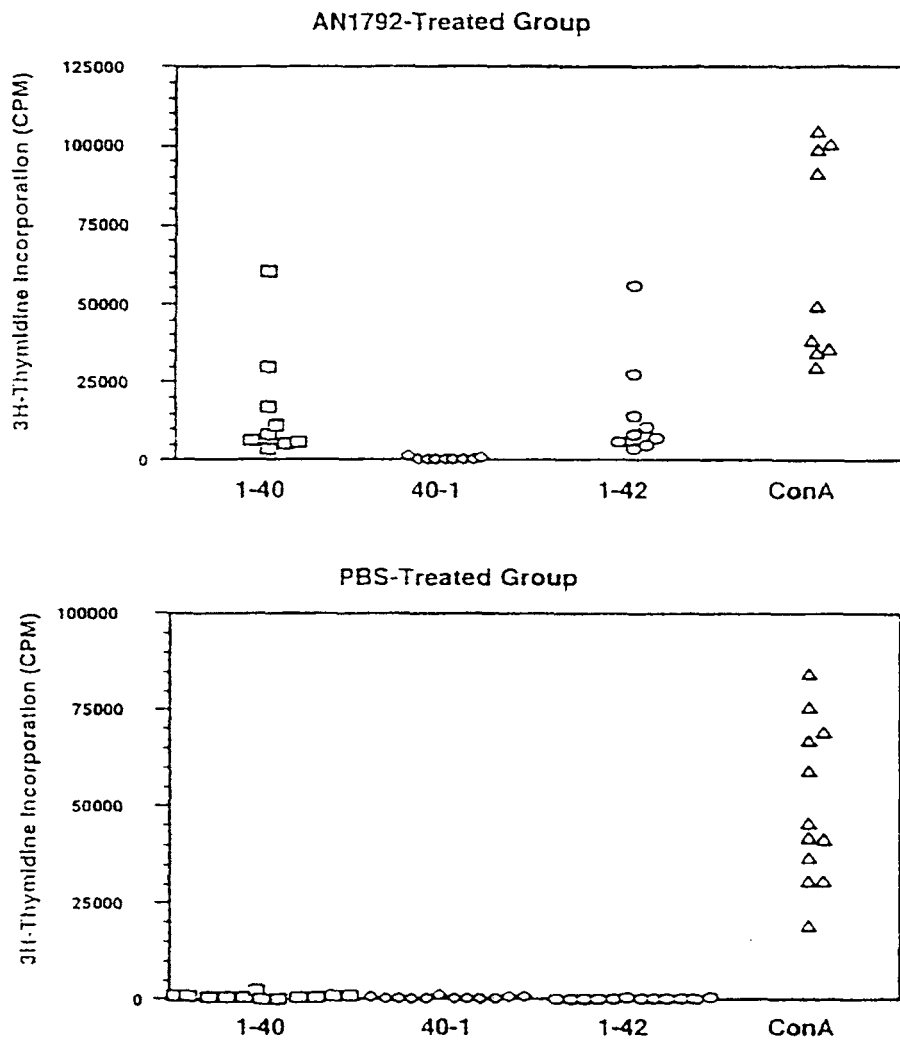 AN1792-Treated Group
3H-Thymidine Incorporation (CPM)
125000
100000
75000
50000
25000
0
1-40 40-1 1-42 ConA
PBS-Treated Group
3H-Thymidine Incorporation (CPM)
100000
75000
50000
25000
0
1-40 40-1 1-42 ConA